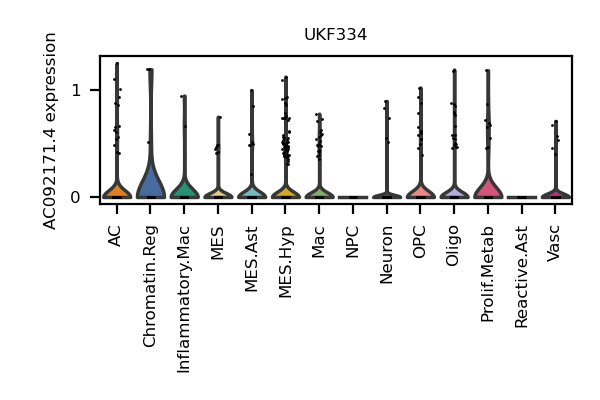 UKF334
AC092171.4 expression
1
0
AC
Chromatin.Reg
Inflammatory.Mac
MES
MES.Ast
MES.Hyp
Mac
NPC
Neuron
OPC
Oligo
Prolif.Metab
Reactive.Ast
Vasc